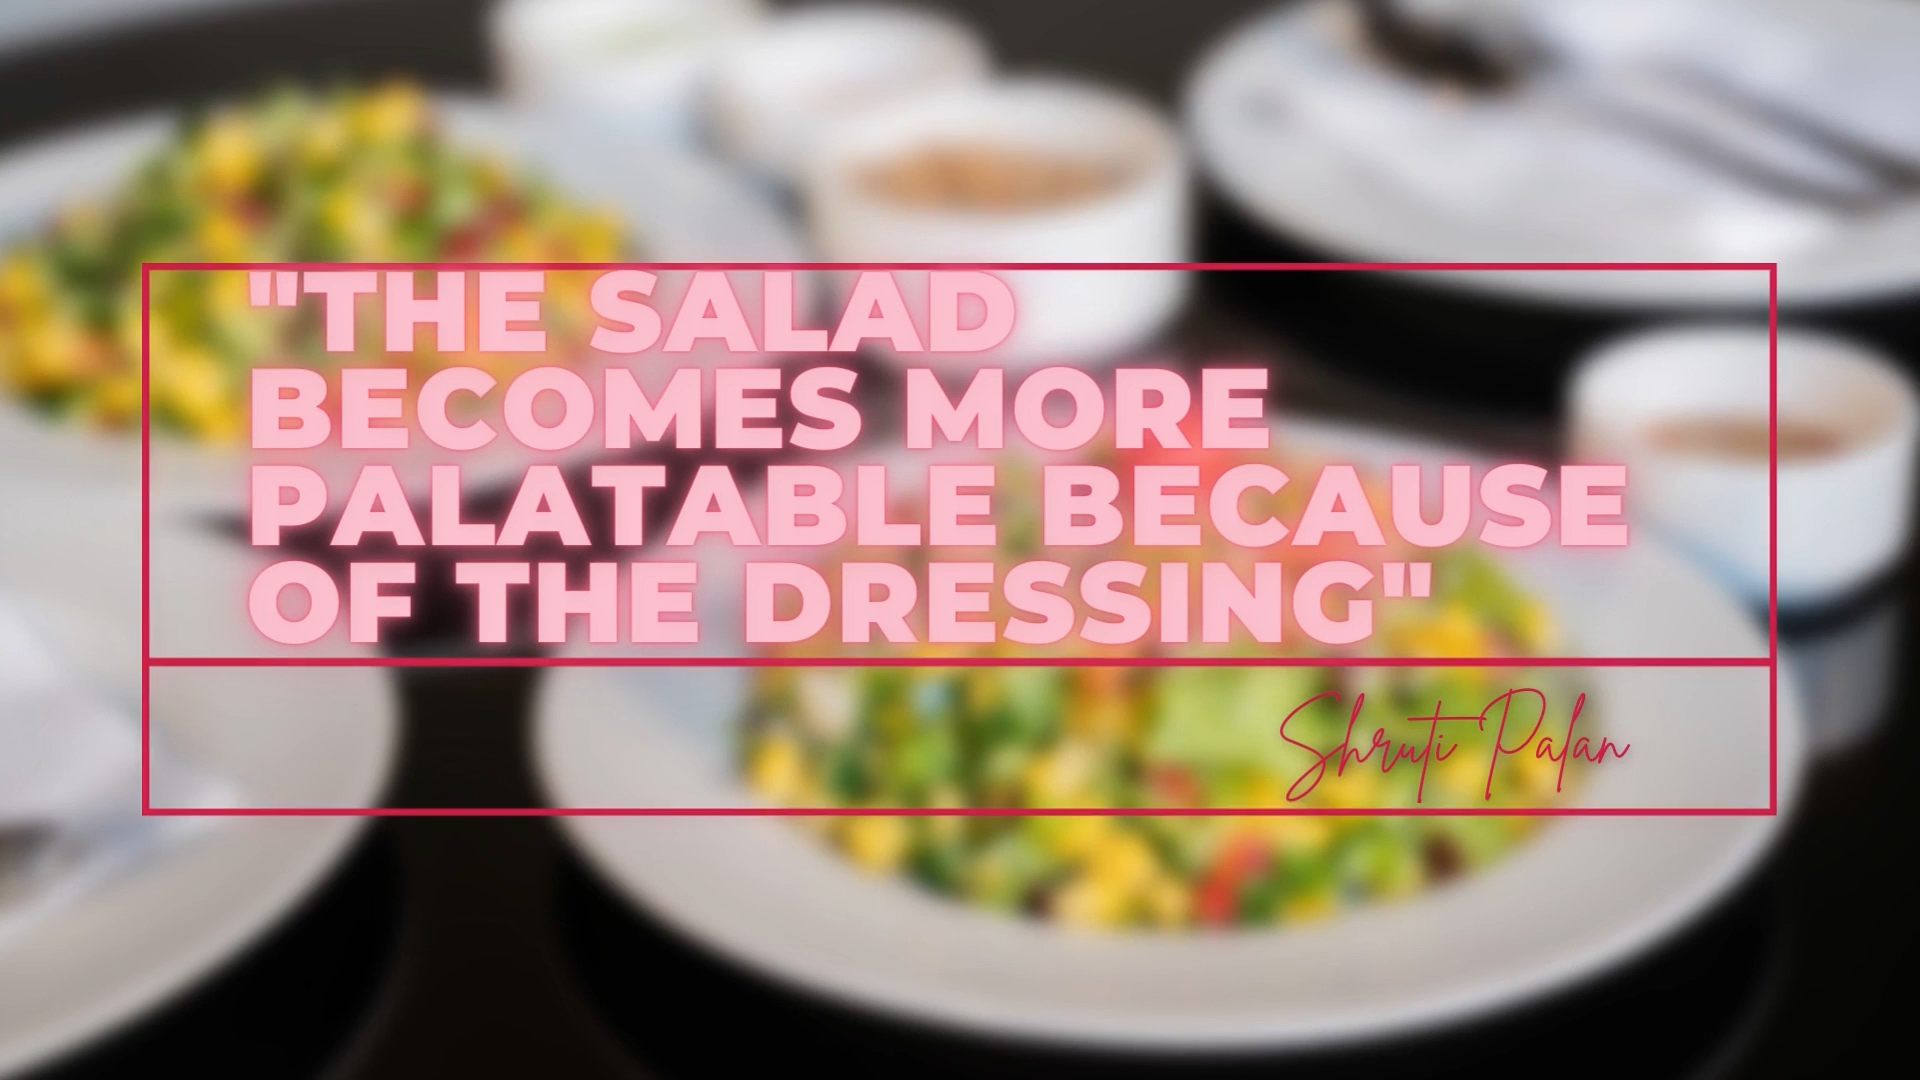 "THE SALAD
BECOMES MORE
PALATABLE BECAUSE
OF THE DRESSING"
Shruti Palan